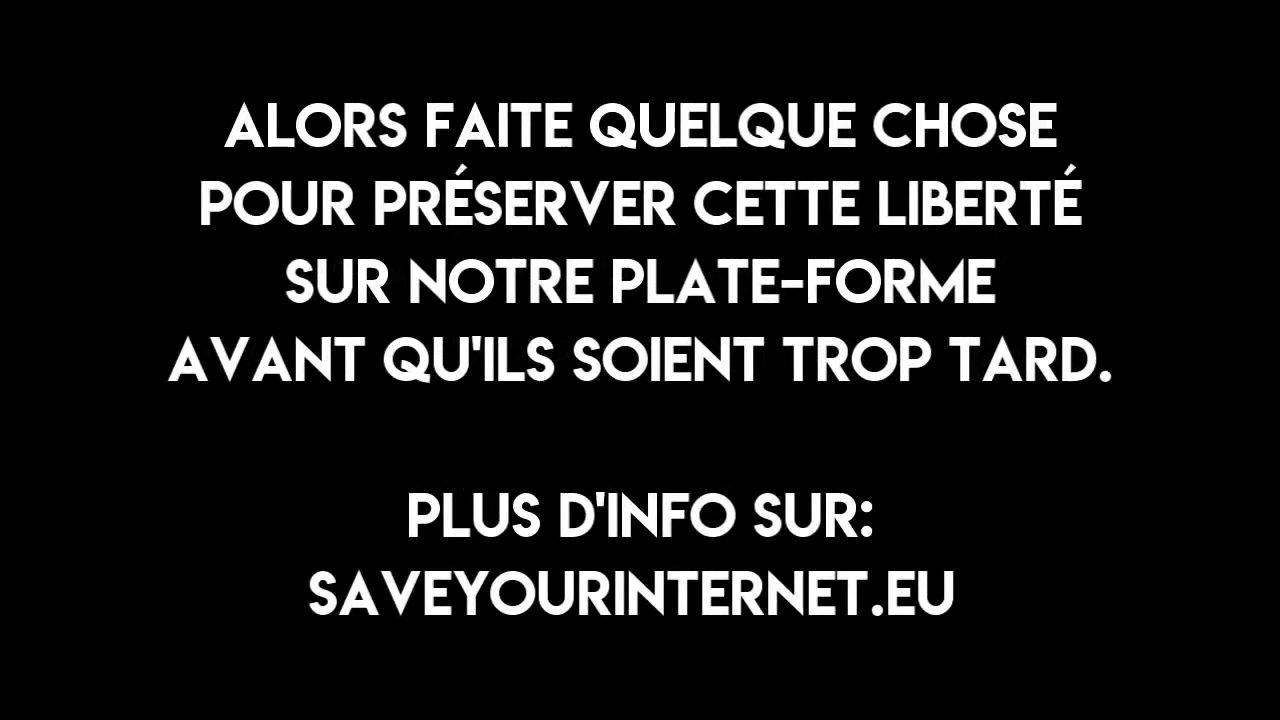 ALORS FAITE QUELQUE CHOSE
POUR PRÉSERVER CETTE LIBERTÉ
SUR NOTRE PLATE-FORME
AVANT QU'ILS SOIENT TROP TARD.
PLUS D'INFO SUR:
SAVEYOURINTERNET.EU